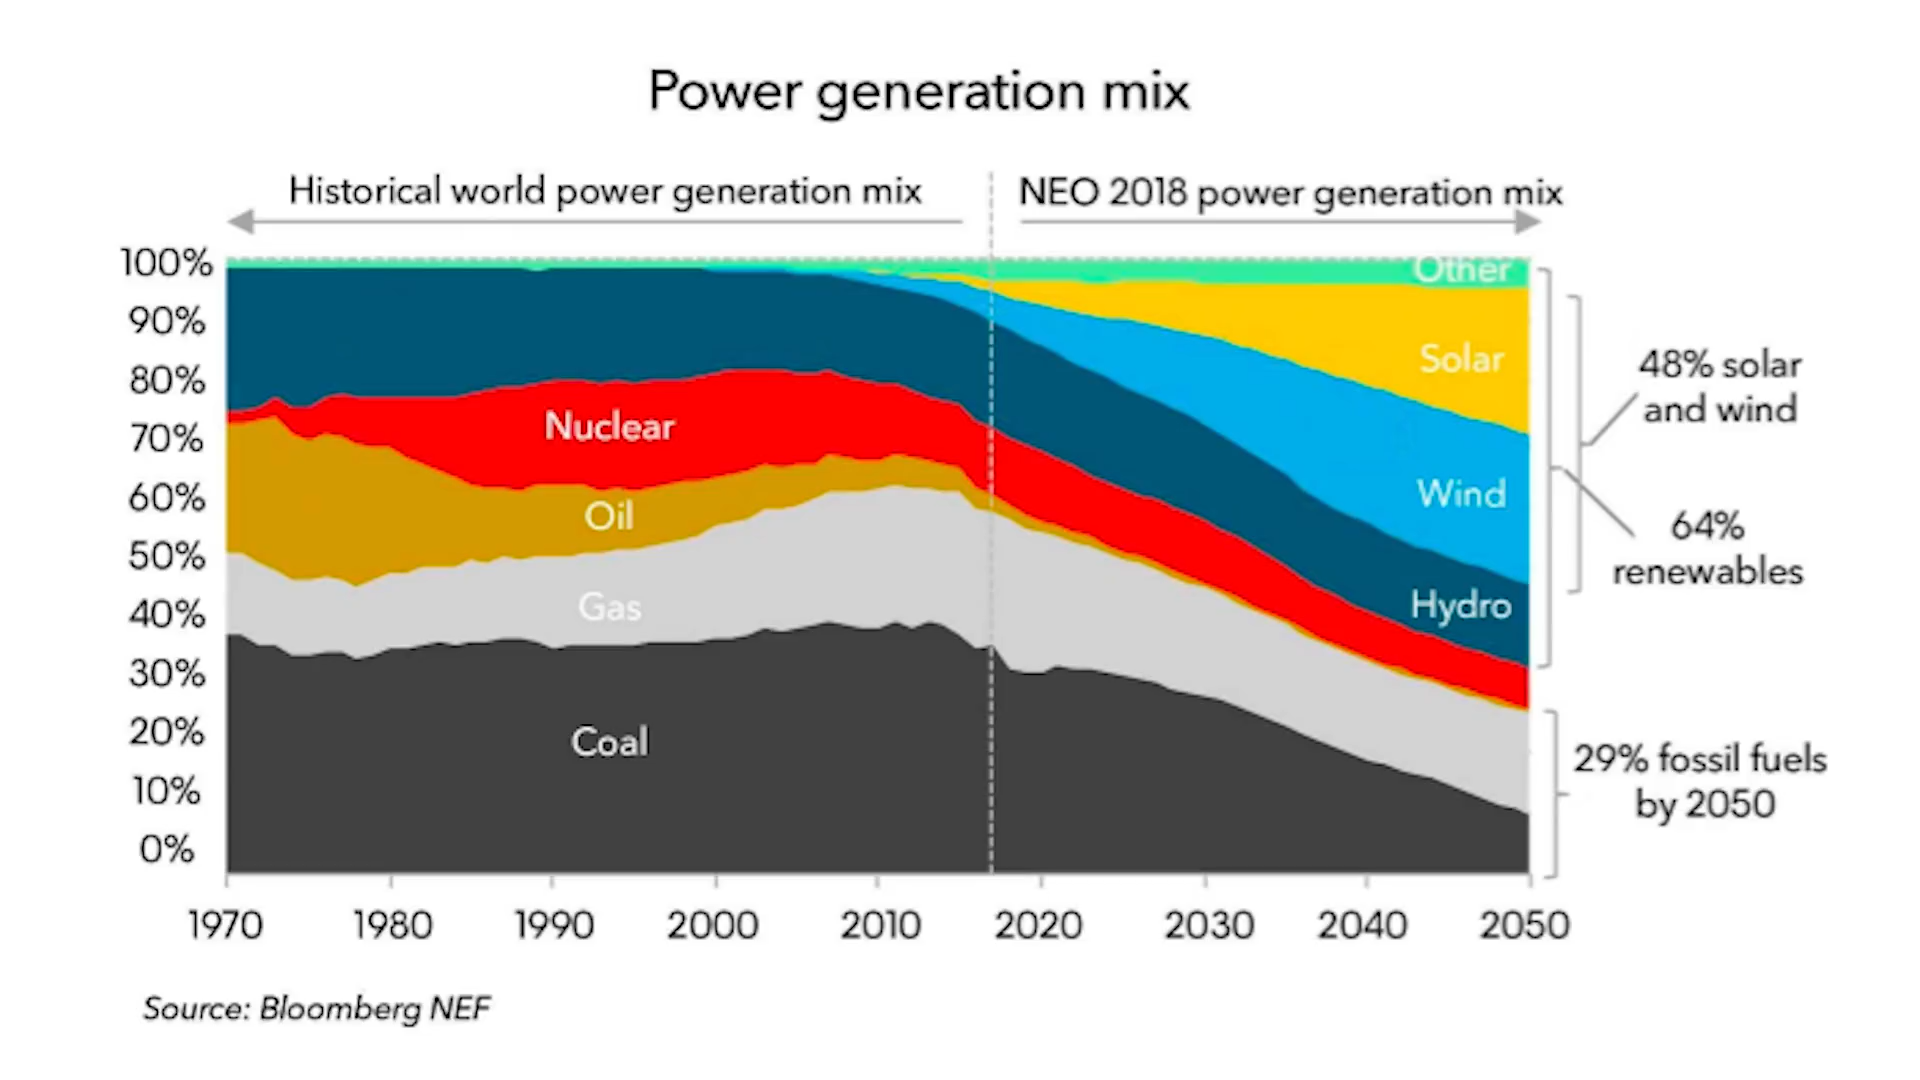 Power generation mix
Historical world power generation mix
NEO 2018 power generation mix
100%
90%
80%
70%
60%
50%
40%
30%
20%
10%
0%
Other
Solar
Wind
Hydro
Nuclear
Oil
Gas
Coal
48% solar
and wind
64%
renewables
29% fossil fuels
by 2050
1970 1980 1990 2000 2010 2020 2030 2040 2050
Source: Bloomberg NEF